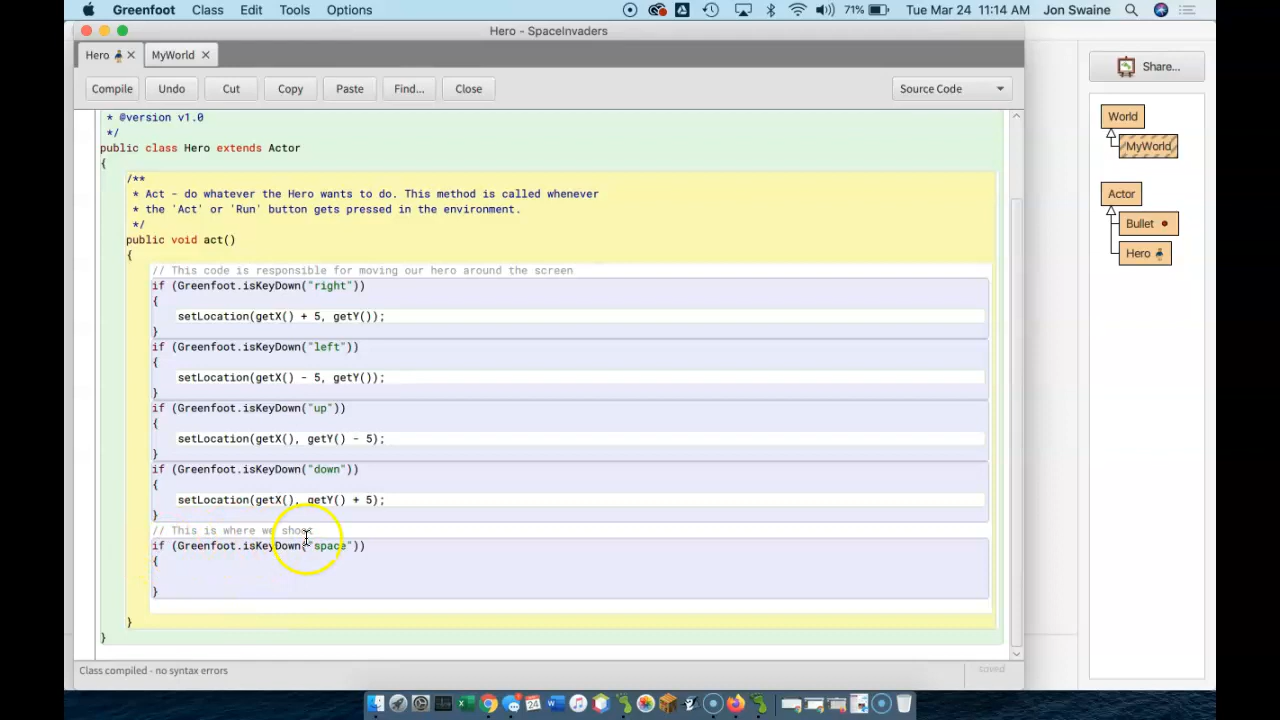 Greenfoot Class Edit Tools Options 71% Tue Mar 24 11:14 AM Jon Swaine
Hero - SpaceInvaders
Hero MyWorld
Compile Undo Cut Copy Paste Find... Close Source Code
Share...
* @version v1.0
*/
public class Hero extends Actor
{
/**
* Act - do whatever the Hero wants to do. This method is called whenever
* the 'Act' or 'Run' button gets pressed in the environment.
*/
public void act()
{
// This code is responsible for moving our hero around the screen
if (Greenfoot.isKeyDown("right"))
{
setLocation(getX() + 5, getY());
}
if (Greenfoot.isKeyDown("left"))
{
setLocation(getX() - 5, getY());
}
if (Greenfoot.isKeyDown("up"))
{
setLocation(getX(), getY() - 5);
}
if (Greenfoot.isKeyDown("down"))
{
setLocation(getX(), getY() + 5);
}
// This is where we shoot
if (Greenfoot.isKeyDown("space"))
{
}
}
}
World
MyWorld
Actor
Bullet
Hero
Class compiled - no syntax errors
saved
24